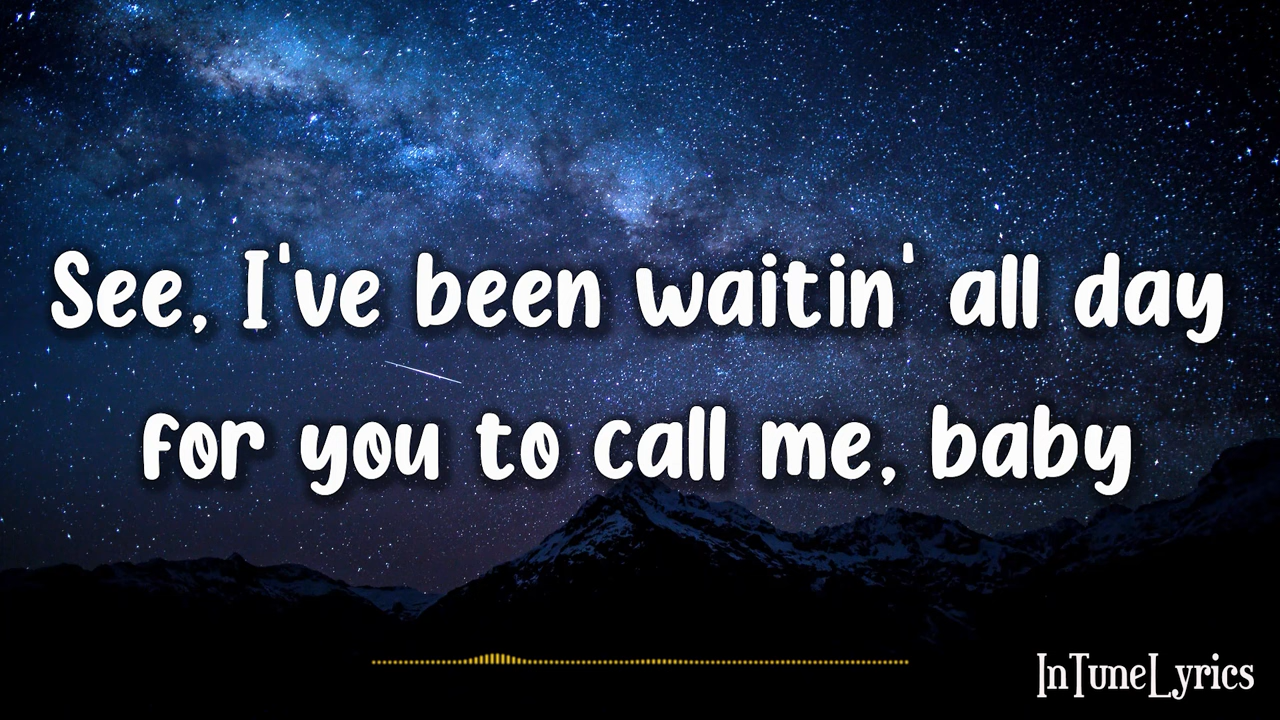 See, I've been waitin' all day
for you to call me, baby
InTuneLyrics